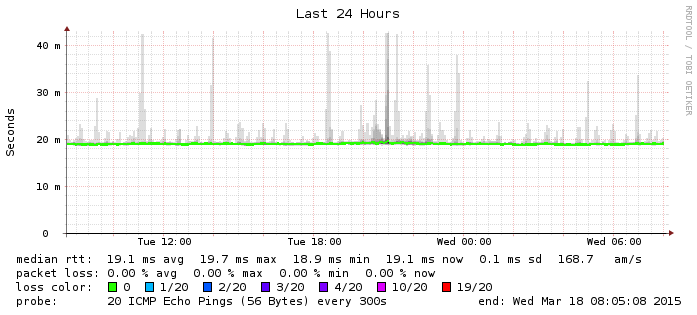 Last 24 Hours
RRDTOOL / TOBI OETIKER
Seconds
40 m
30 m
20 m
10 m
0
Tue 12:00 Tue 18:00 Wed 00:00 Wed 06:00
median rtt: 19.1 ms avg 19.7 ms max 18.9 ms min 19.1 ms now 0.1 ms sd 168.7 am/s
packet loss: 0.00 % avg 0.00 % max 0.00 % min 0.00 % now
loss color: 0 1/20 2/20 3/20 4/20 10/20 19/20
probe: 20 ICMP Echo Pings (56 Bytes) every 300s end: Wed Mar 18 08:05:08 2015